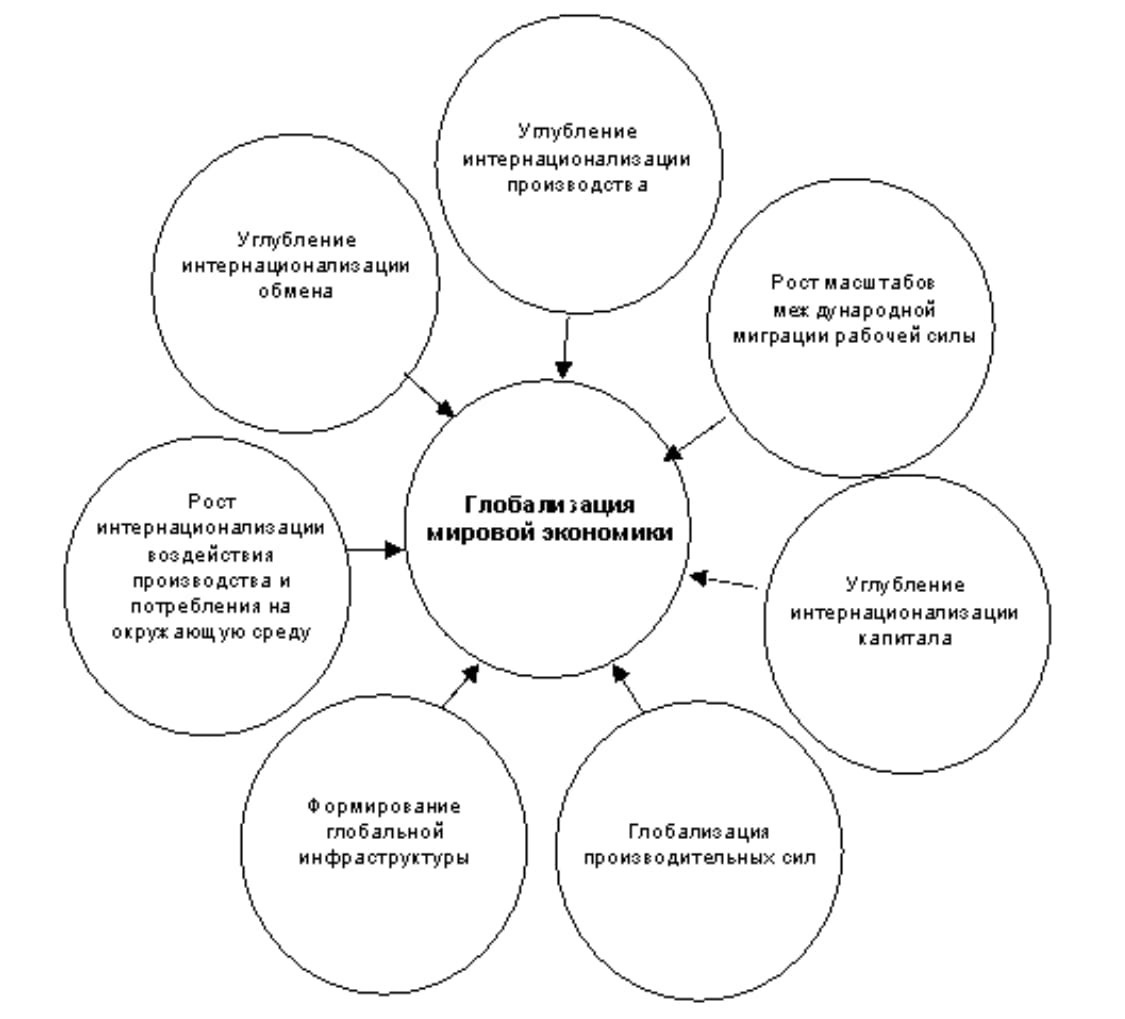 Углубление
интернационализации
производства
Углубление
интернационализации
обмена
Рост масштабов
международной
миграции рабочей силы
Глобализация
мировой экономики
Рост
интернационализации
воздействия
производства и
потребления на
окружающую среду
Углубление
интернационализации
капитала
Формирование
глобальной
инфраструктуры
Глобализация
производительных сил